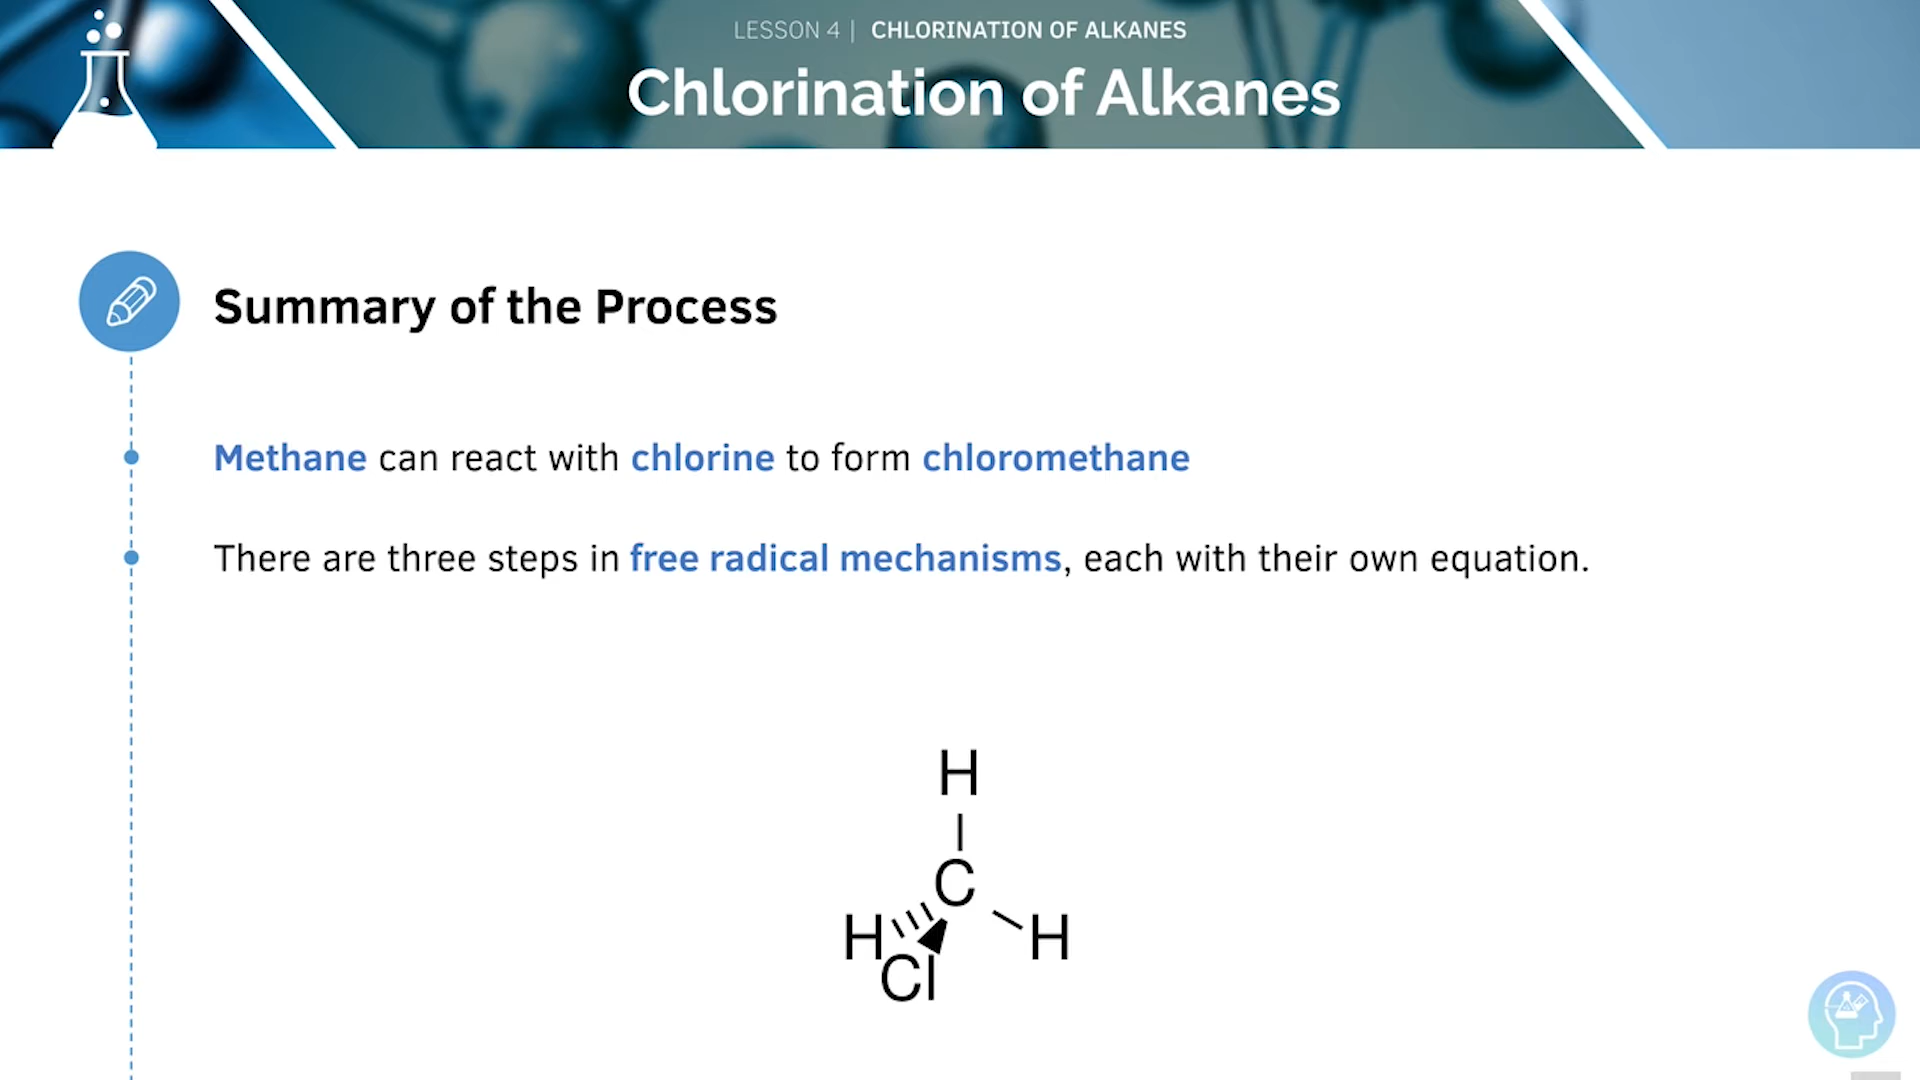 LESSON 4 | CHLORINATION OF ALKANES
Chlorination of Alkanes
Summary of the Process
Methane can react with chlorine to form chloromethane
There are three steps in free radical mechanisms, each with their own equation.
H
C
H H
Cl